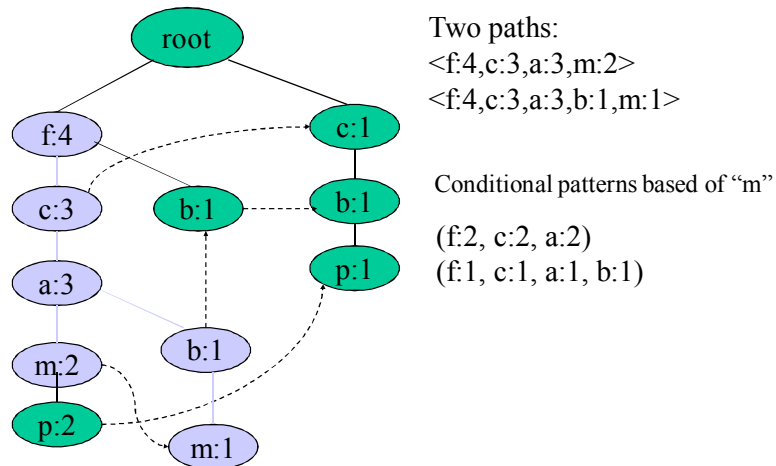 root
Two paths:
<f:4,c:3,a:3,m:2>
<f:4,c:3,a:3,b:1,m:1>
f:4
c:1
c:3
b:1
b:1
Conditional patterns based of “m”
(f:2, c:2, a:2)
(f:1, c:1, a:1, b:1)
a:3
p:1
m:2
b:1
p:2
m:1